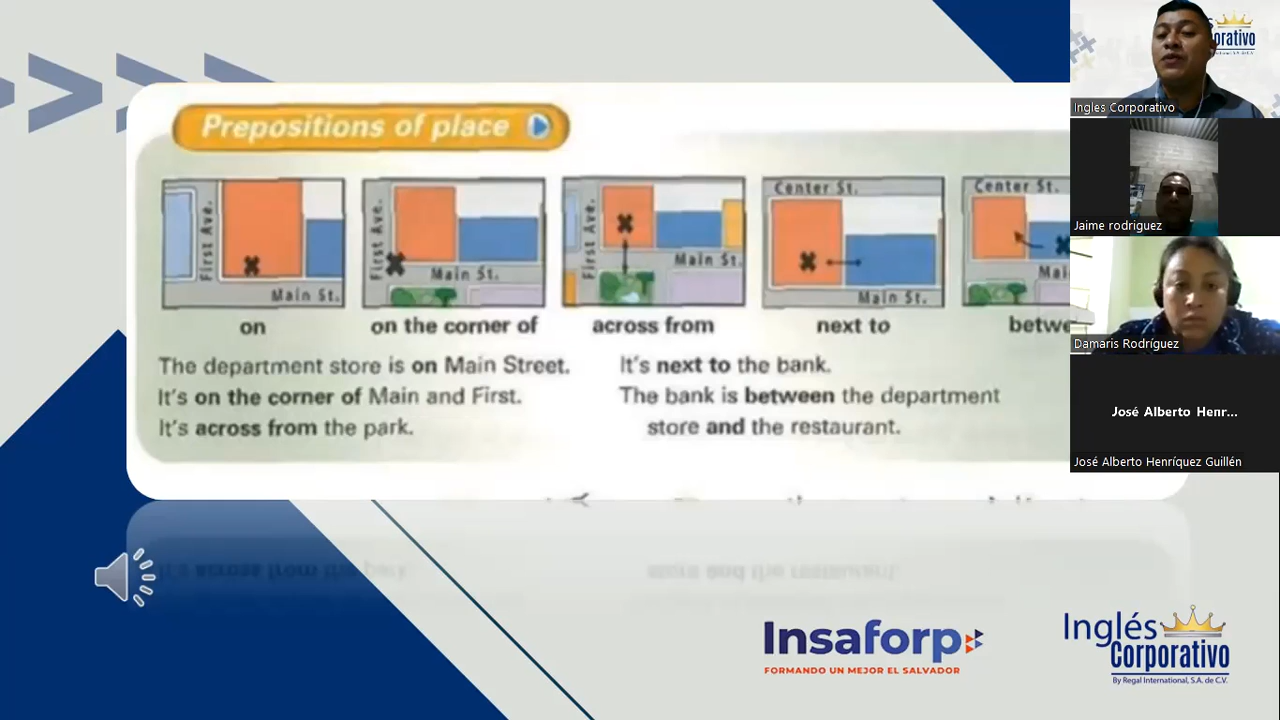 Prepositions of place
First Ave.
Main St.
on
First Ave.
Main St.
on the corner of
First Ave.
Main St.
across from
Center St.
Main St.
next to
Center St.
Mai
betwe
The department store is on Main Street.
It's on the corner of Main and First.
It's across from the park.
It's next to the bank.
The bank is between the department
store and the restaurant.
Insaforp
FORMANDO UN MEJOR EL SALVADOR
Inglés
Corporativo
By Regal International, S.A. de C.V.
orativo
Ingles Corporativo
Jaime rodriguez
Damaris Rodríguez
José Alberto Henr...
José Alberto Henríquez Guillén